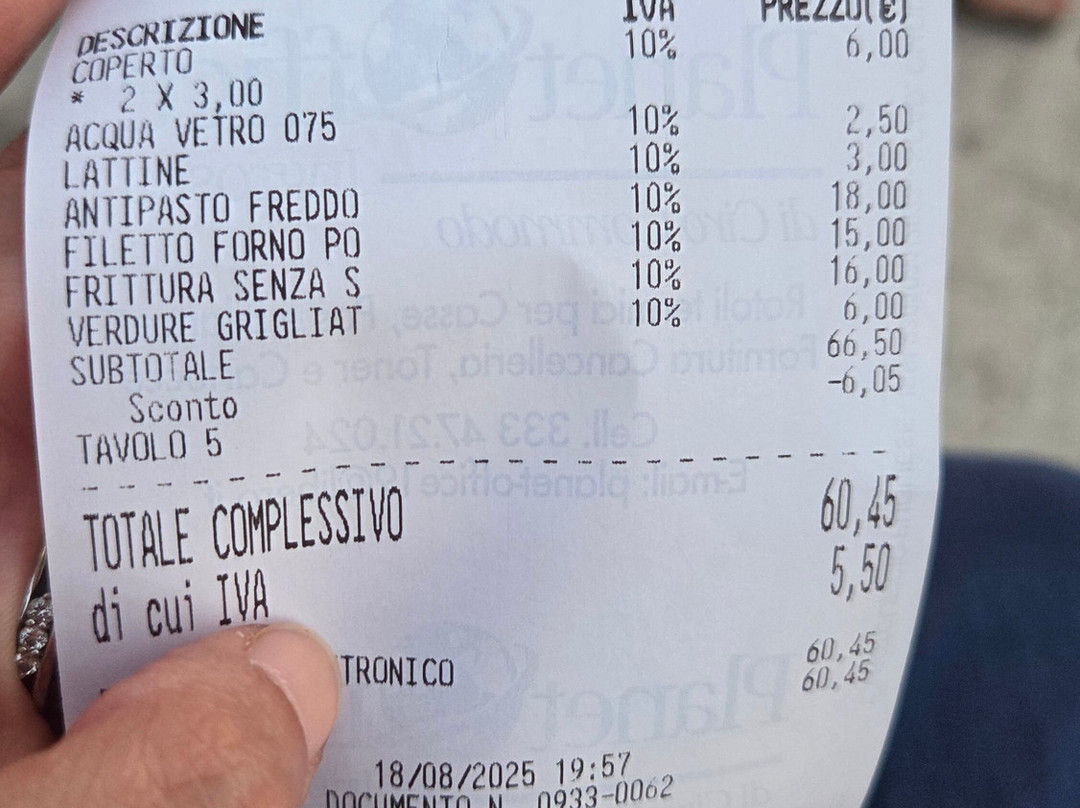 DESCRIZIONE IVA PREZZO(€)
COPERTO 10% 6,00
* 2 X 3,00
ACQUA VETRO 075 10% 2,50
LATTINE 10% 3,00
ANTIPASTO FREDDO 10% 18,00
FILETTO FORNO PO 10% 15,00
FRITTURA SENZA S 10% 16,00
VERDURE GRIGLIAT 10% 6,00
SUBTOTALE 66,50
Sconto -6,05
TAVOLO 5
TOTALE COMPLESSIVO 60,45
di cui IVA 5,50
TRONICO 60,45
60,45
18/08/2025 19:57
DOCUMENTO N. 0933-0062